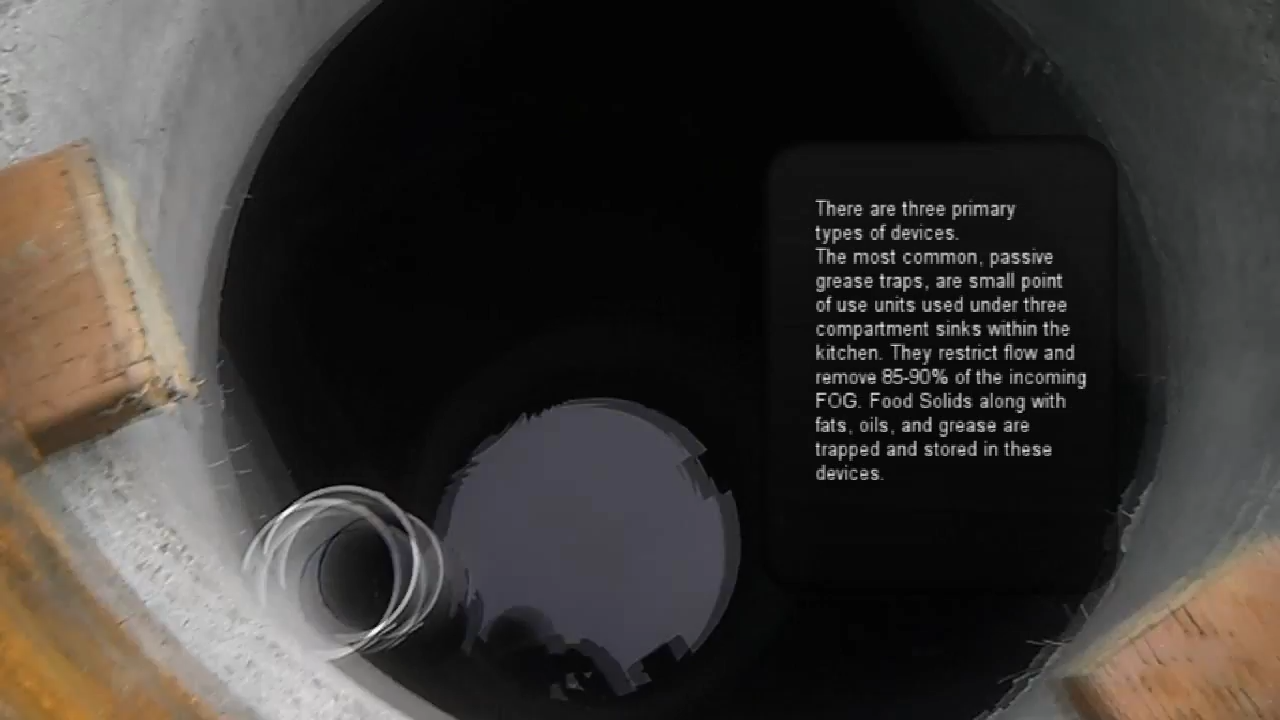 There are three primary
types of devices.
The most common, passive
grease traps, are small point
of use units used under three
compartment sinks within the
kitchen. They restrict flow and
remove 85-90% of the incoming
FOG. Food Solids along with
fats, oils, and grease are
trapped and stored in these
devices.